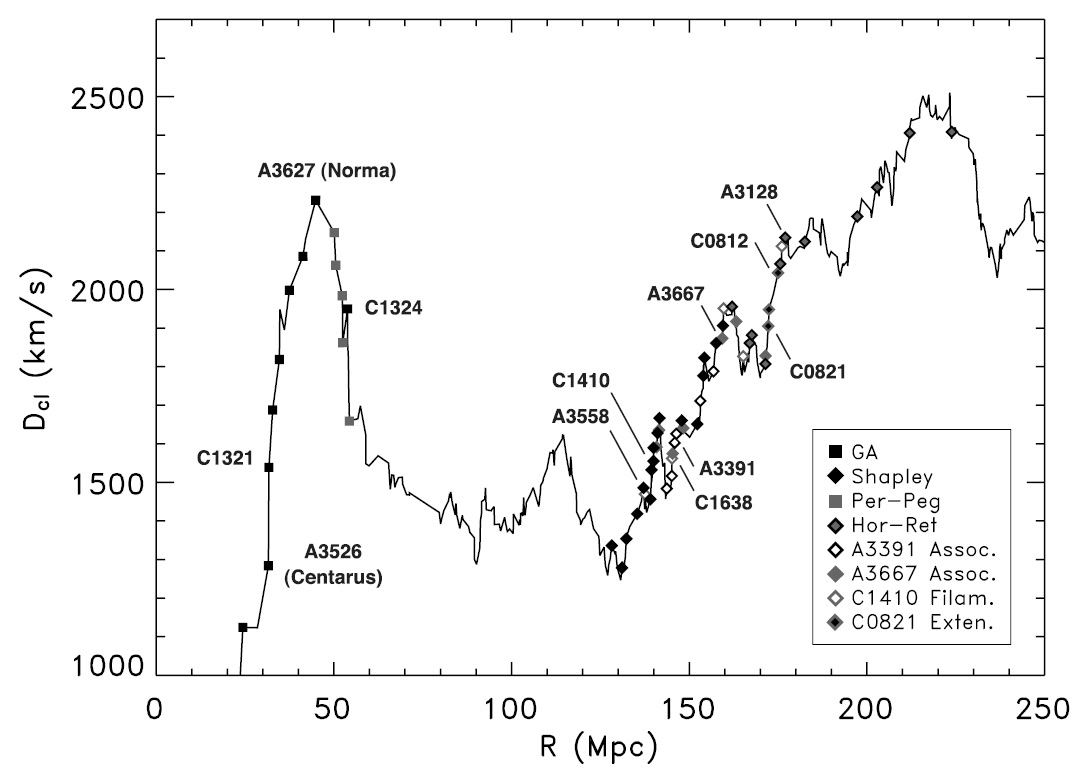 2500
2000
1500
1000
D_cl (km/s)
A3627 (Norma)
C1324
C1321
A3526
(Centarus)
A3128
C0812
A3667
C0821
C1410
A3558
A3391
C1638
GA
Shapley
Per–Peg
Hor–Ret
A3391 Assoc.
A3667 Assoc.
C1410 Filam.
C0821 Exten.
0 50 100 150 200 250
R (Mpc)